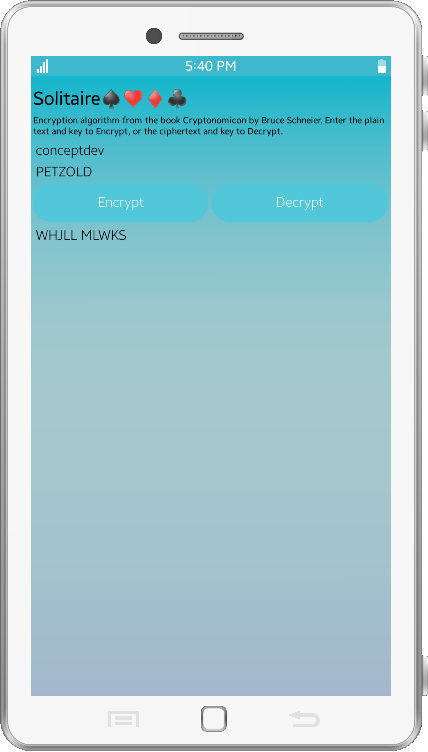 5:40 PM
Solitaire♠️♥️♦️♣️
Encryption algorithm from the book Cryptonomicon by Bruce Schneier. Enter the plain
text and key to Encrypt, or the ciphertext and key to Decrypt.
conceptdev
PETZOLD
Encrypt Decrypt
WHJLL MLWKS